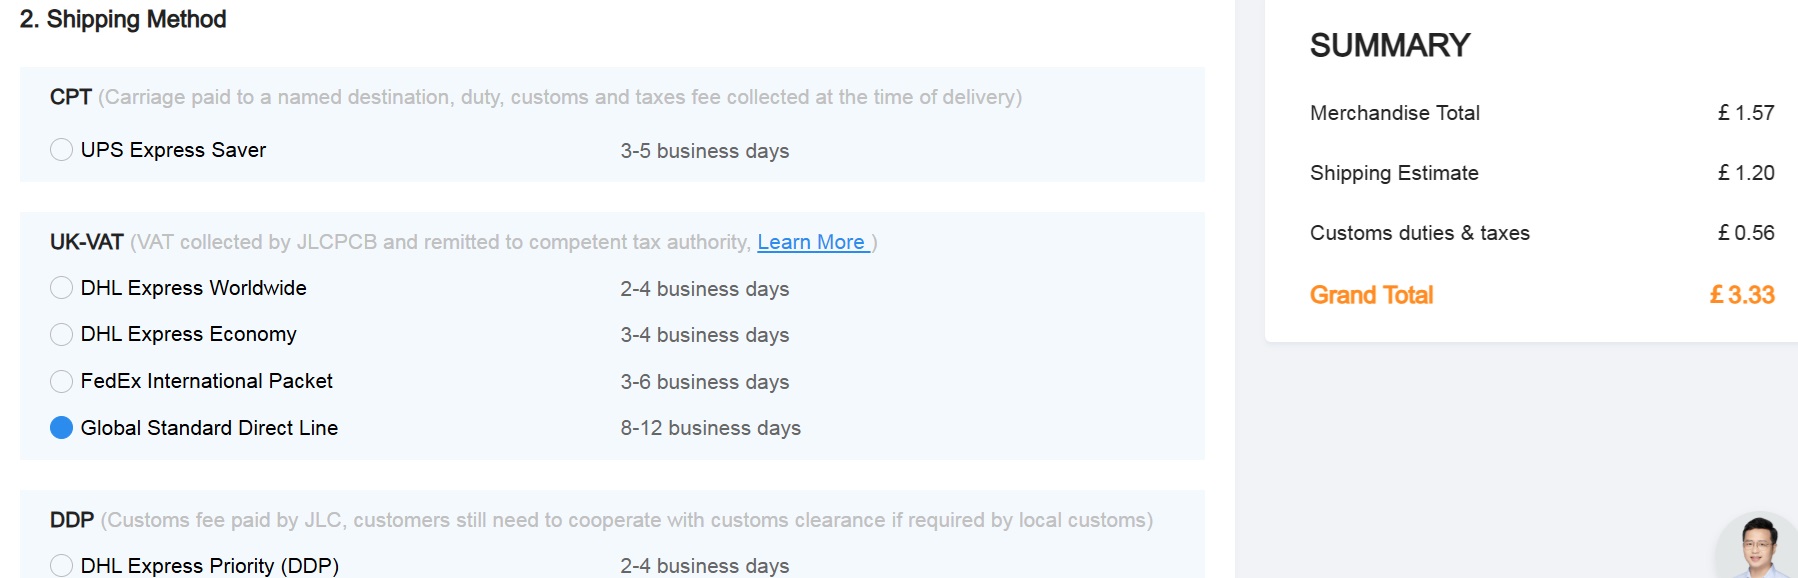 2. Shipping Method
CPT (Carriage paid to a named destination, duty, customs and taxes fee collected at the time of delivery)
UPS Express Saver 3-5 business days
UK-VAT (VAT collected by JLCPCB and remitted to competent tax authority, Learn More )
DHL Express Worldwide 2-4 business days
DHL Express Economy 3-4 business days
FedEx International Packet 3-6 business days
Global Standard Direct Line 8-12 business days
DDP (Customs fee paid by JLC, customers still need to cooperate with customs clearance if required by local customs)
DHL Express Priority (DDP) 2-4 business days
SUMMARY
Merchandise Total £ 1.57
Shipping Estimate £ 1.20
Customs duties & taxes £ 0.56
Grand Total £ 3.33